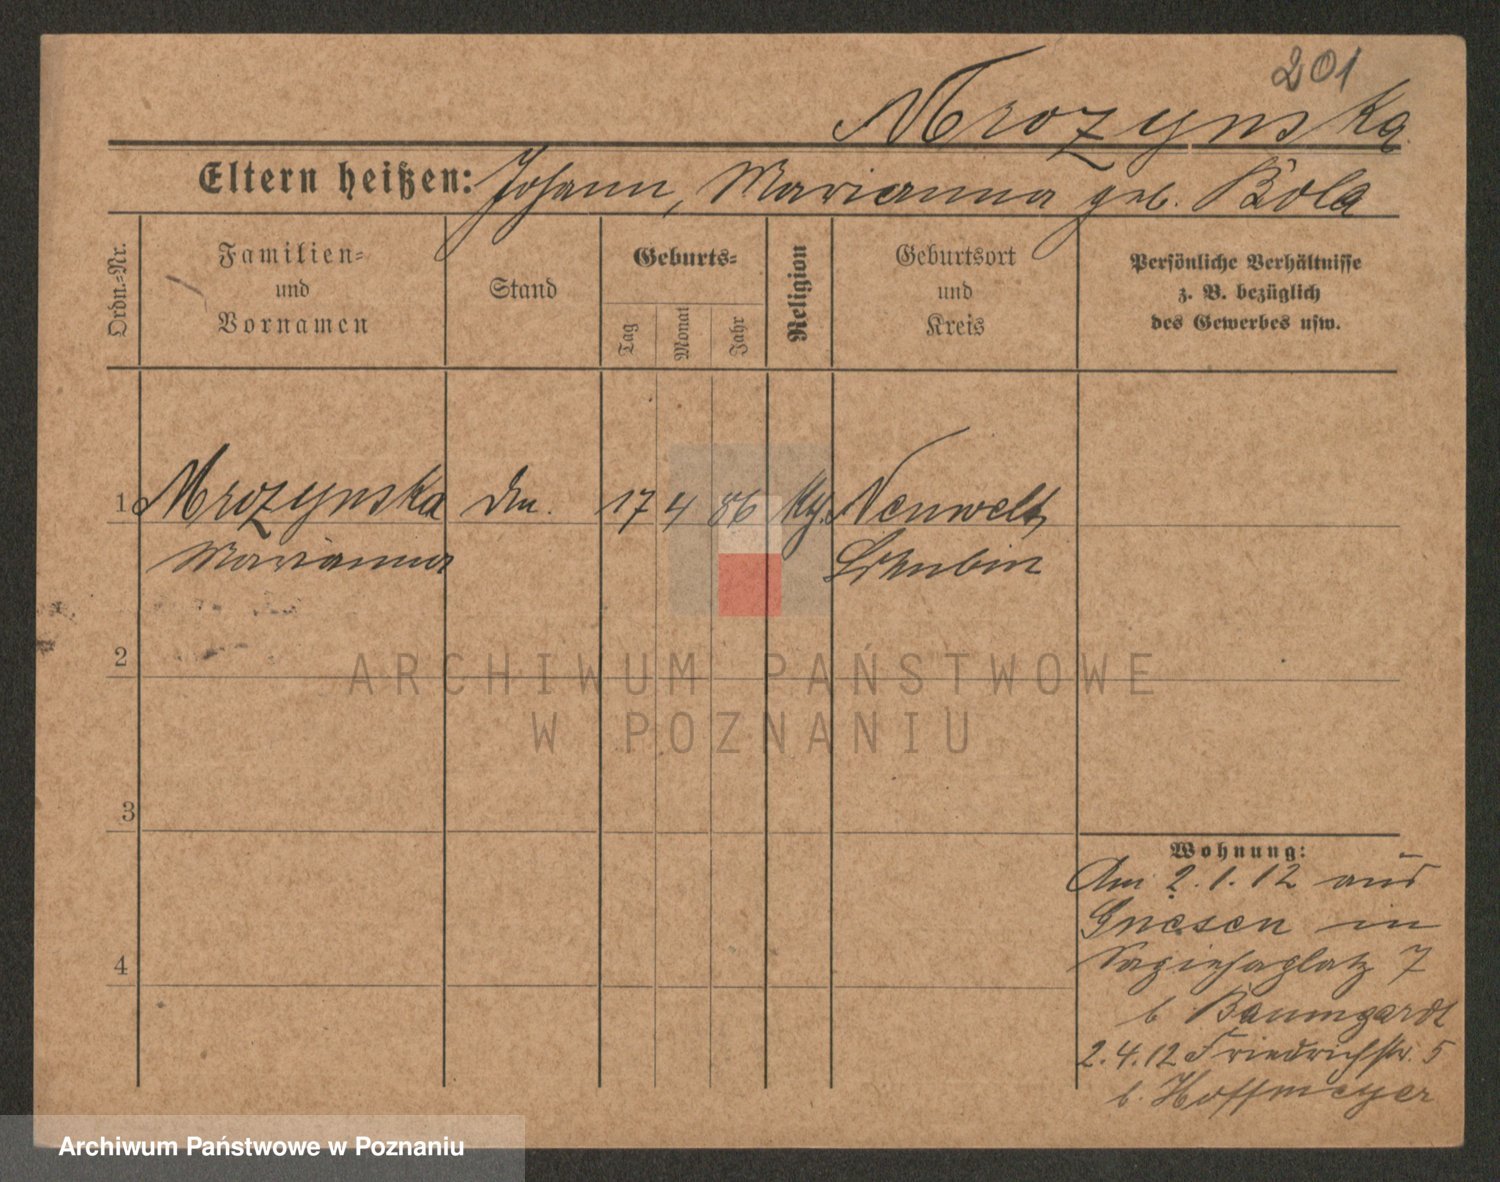 201
Mrozynska
Eltern heißen: Johann, Marianna geb. Bola
Ordn.-Nr.
Familien-
und
Vornamen
Stand
Geburts-
Tag
Monat
Jahr
Religion
Geburtsort
und
Kreis
Persönliche Verhältnisse
z. B. bezüglich
des Gewerbes usw.
1 Mrozynska 17 4 86 Neuwelt,
Marianna Schubin
2
3
4
Wohnung:
Am 2.1.12 aus
Gnesen in
Sapiehaplatz 7
b Baumgardt
2.4.12 Friedrichstr. 5
b. Hoffmeyer
ARCHIWUM PAŃSTWOWE
W POZNANIU
Archiwum Państwowe w Poznaniu